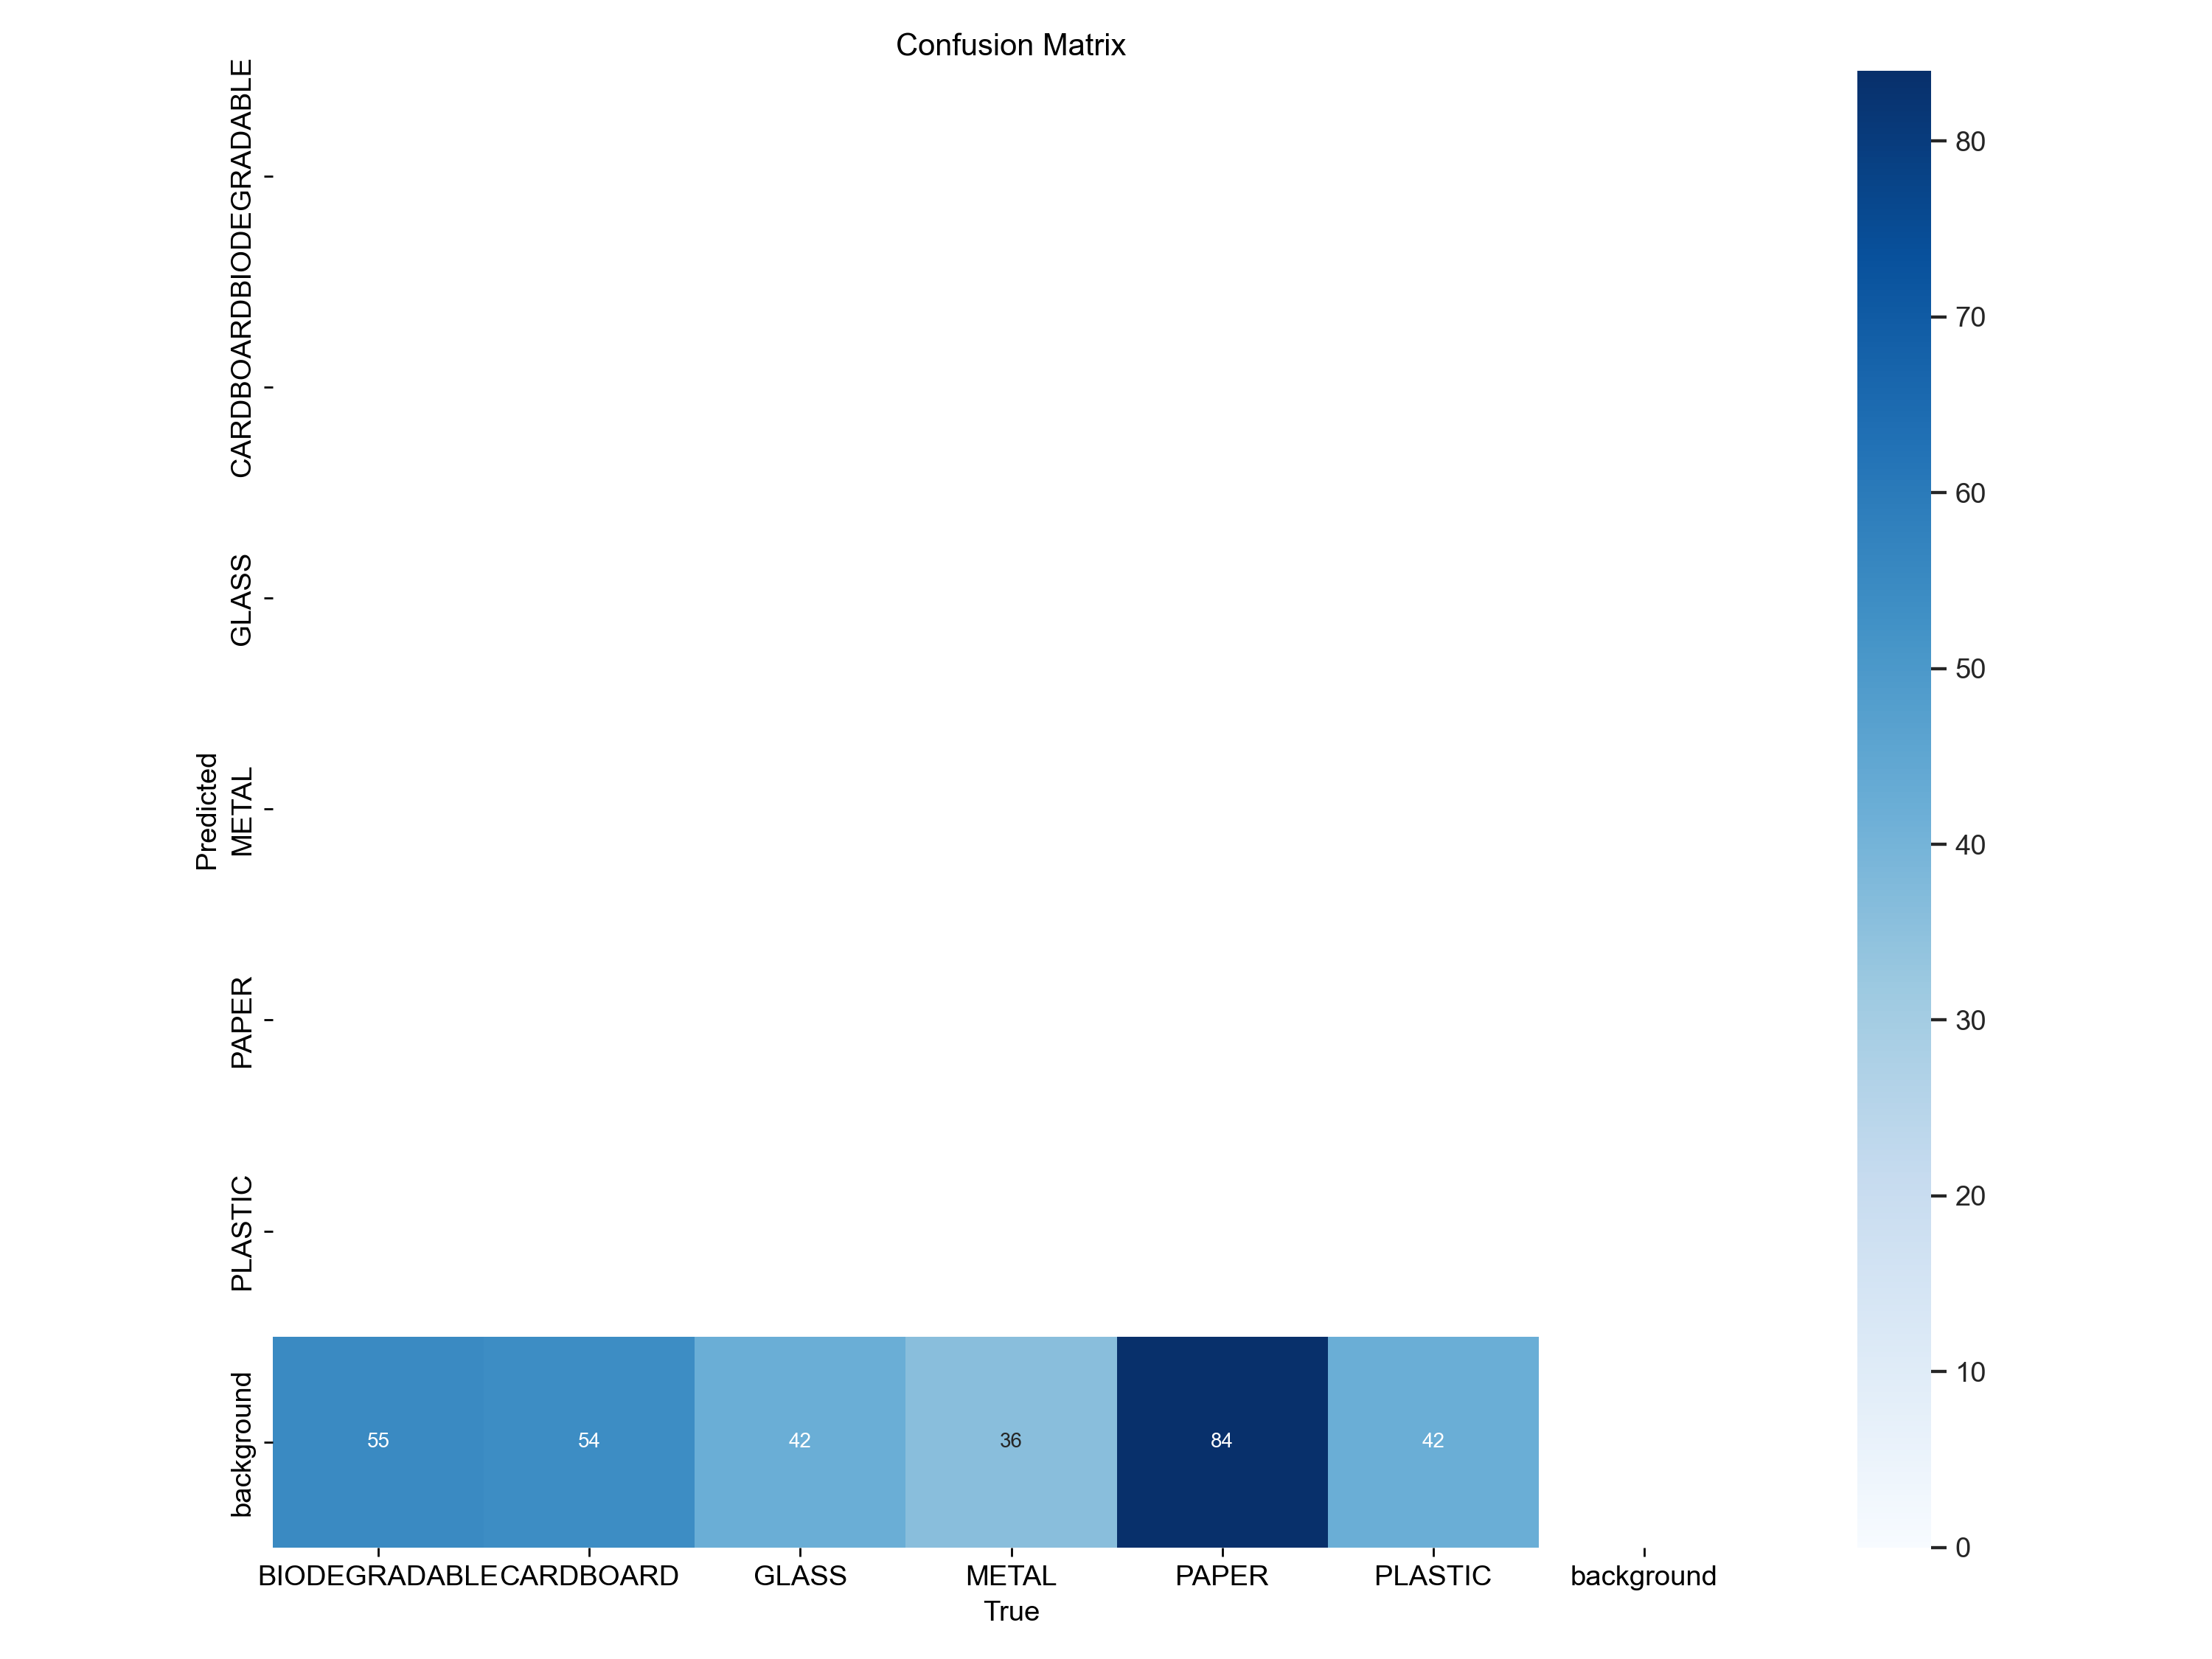 Confusion Matrix
BIODEGRADABLE
CARDBOARD
GLASS
METAL
PAPER
PLASTIC
background
Predicted
55 54 42 36 84 42
BIODEGRADABLE CARDBOARD GLASS METAL PAPER PLASTIC background
True
80
70
60
50
40
30
20
10
0